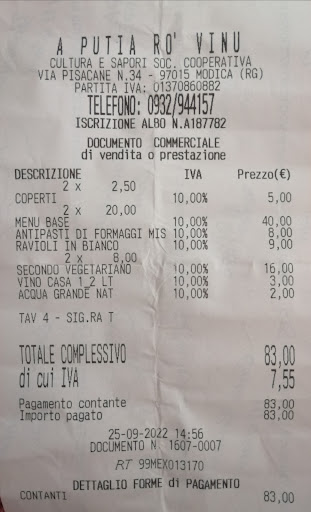 A PUTIA RO' VINU
CULTURA E SAPORI SOC. COOPERATIVA
VIA PISACANE N.34 - 97015 MODICA (RG)
PARTITA IVA: 01370860882
TELEFONO: 0932/944157
ISCRIZIONE ALBO N.A187782
DOCUMENTO COMMERCIALE
di vendita o prestazione
DESCRIZIONE IVA Prezzo(€)
2 x 2,50
COPERTI 10,00% 5,00
2 x 20,00
MENU BASE 10,00% 40,00
ANTIPASTI DI FORMAGGI MIS 10,00% 8,00
RAVIOLI IN BIANCO 10,00% 9,00
2 x 8,00
SECONDO VEGETARIANO 10,00% 16,00
VINO CASA 1_2 LT 10,00% 3,00
ACQUA GRANDE NAT 10,00% 2,00
TAV 4 - SIG.RA T
TOTALE COMPLESSIVO 83,00
di cui IVA 7,55
Pagamento contante 83,00
Importo pagato 83,00
25-09-2022 14:56
DOCUMENTO N. 1607-0007
RT 99MEX013170
DETTAGLIO FORME di PAGAMENTO
CONTANTI 83,00